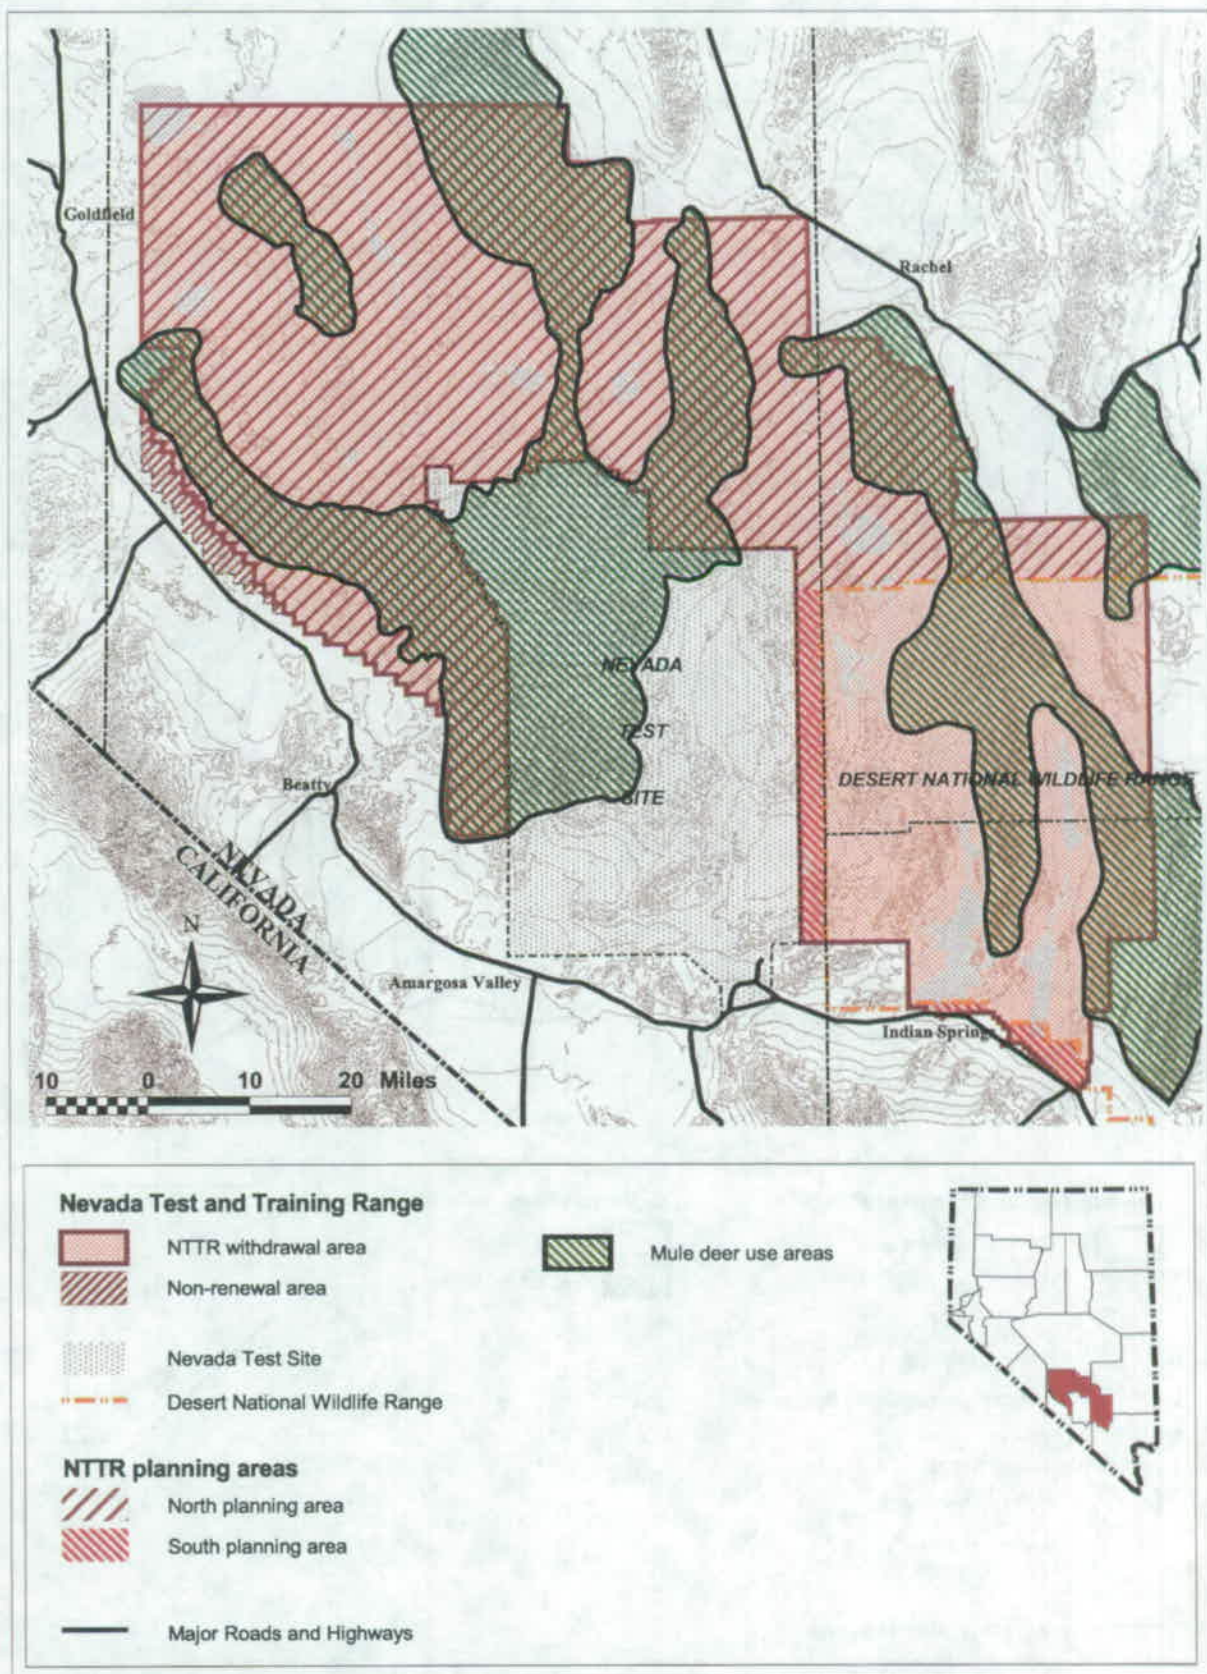 Goldfield
Rachel
NEVADA
TEST
SITE
DESERT NATIONAL WILDLIFE RANGE
Beatty
NEVADA
CALIFORNIA
N
Amargosa Valley
Indian Springs
10 0 10 20 Miles
Nevada Test and Training Range
NTTR withdrawal area
Mule deer use areas
Non-renewal area
Nevada Test Site
Desert National Wildlife Range
NTTR planning areas
North planning area
South planning area
Major Roads and Highways